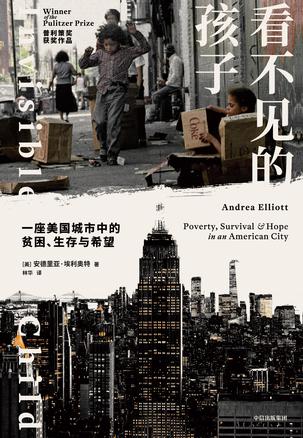 Winner
of the
Pulitzer Prize
普利策奖
获奖作品
看不见的
孩子
Invisible
Child
Andrea Elliott
Poverty, Survival & Hope
in an American City
一座美国城市中的
贫困、生存与希望
[美] 安德里亚·埃利奥特 著
林华 译
中信出版集团